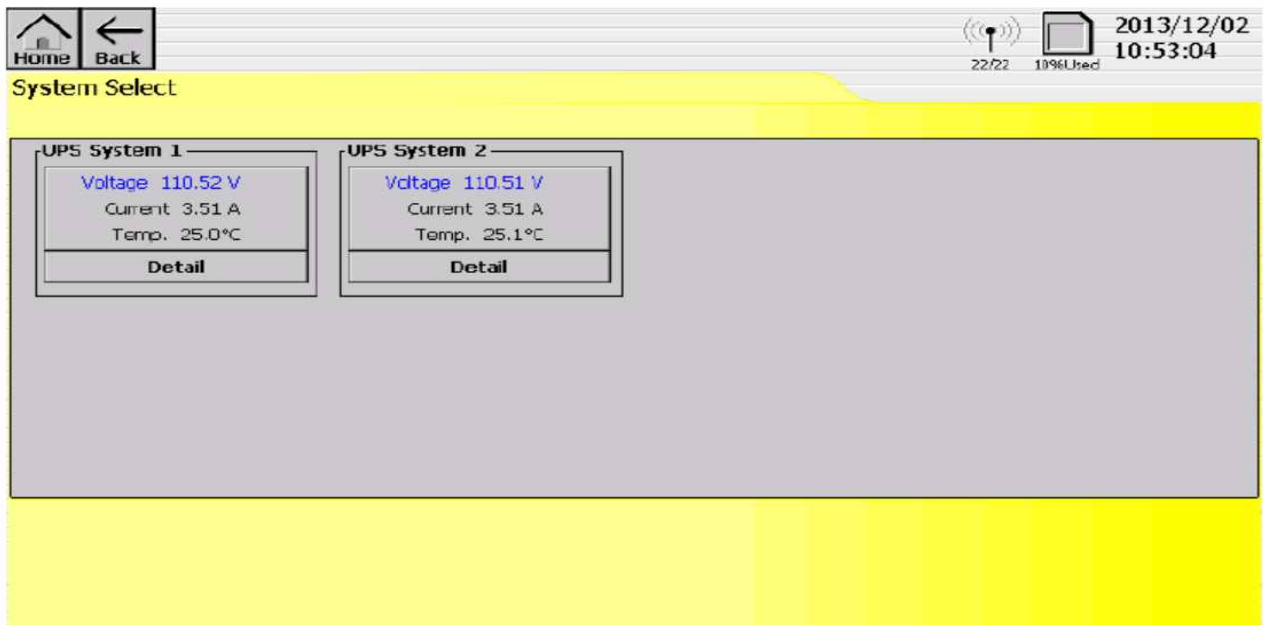 Home Back
22/22 10%Used
2013/12/02
10:53:04
System Select
UPS System 1
Voltage 110.52 V
Current 3.51 A
Temp. 25.0°C
Detail
UPS System 2
Voltage 110.51 V
Current 3.51 A
Temp. 25.1°C
Detail